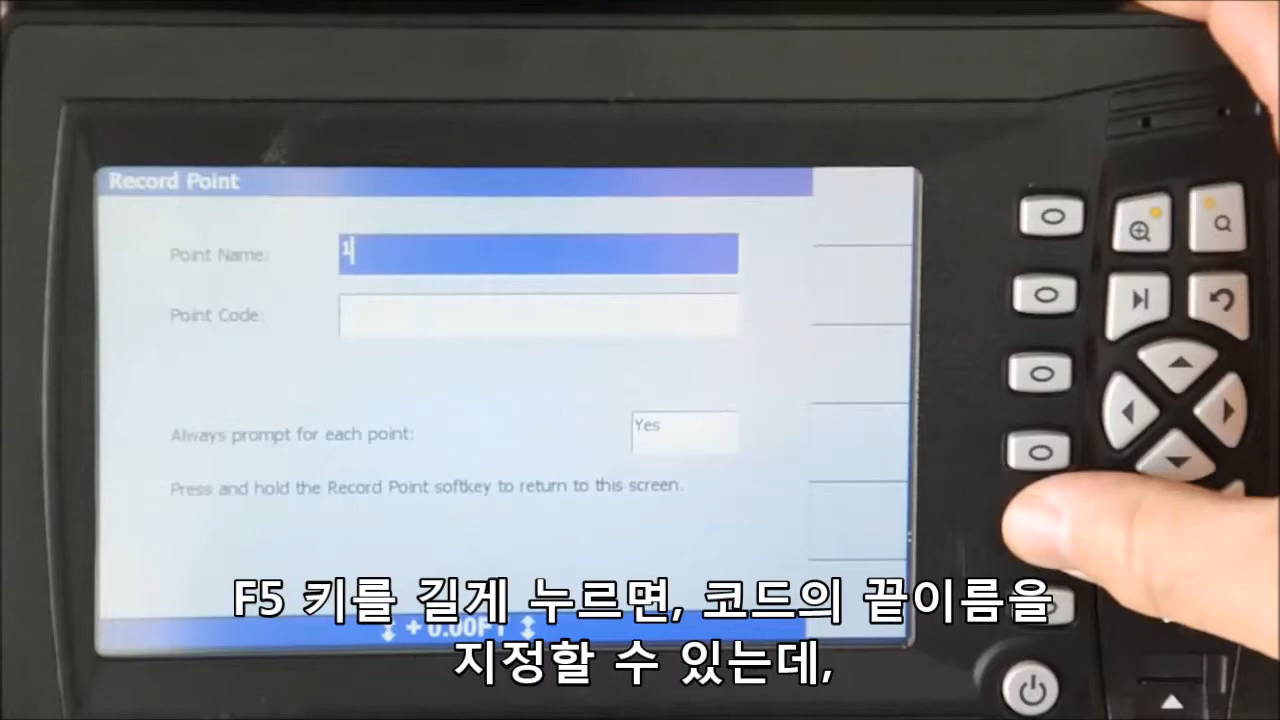 Record Point
Point Name:
1
Point Code:
Always prompt for each point:
Yes
Press and hold the Record Point softkey to return to this screen.
F5 키를 길게 누르면, 코드의 끝이름을
+ 0.00FT
지정할 수 있는데,